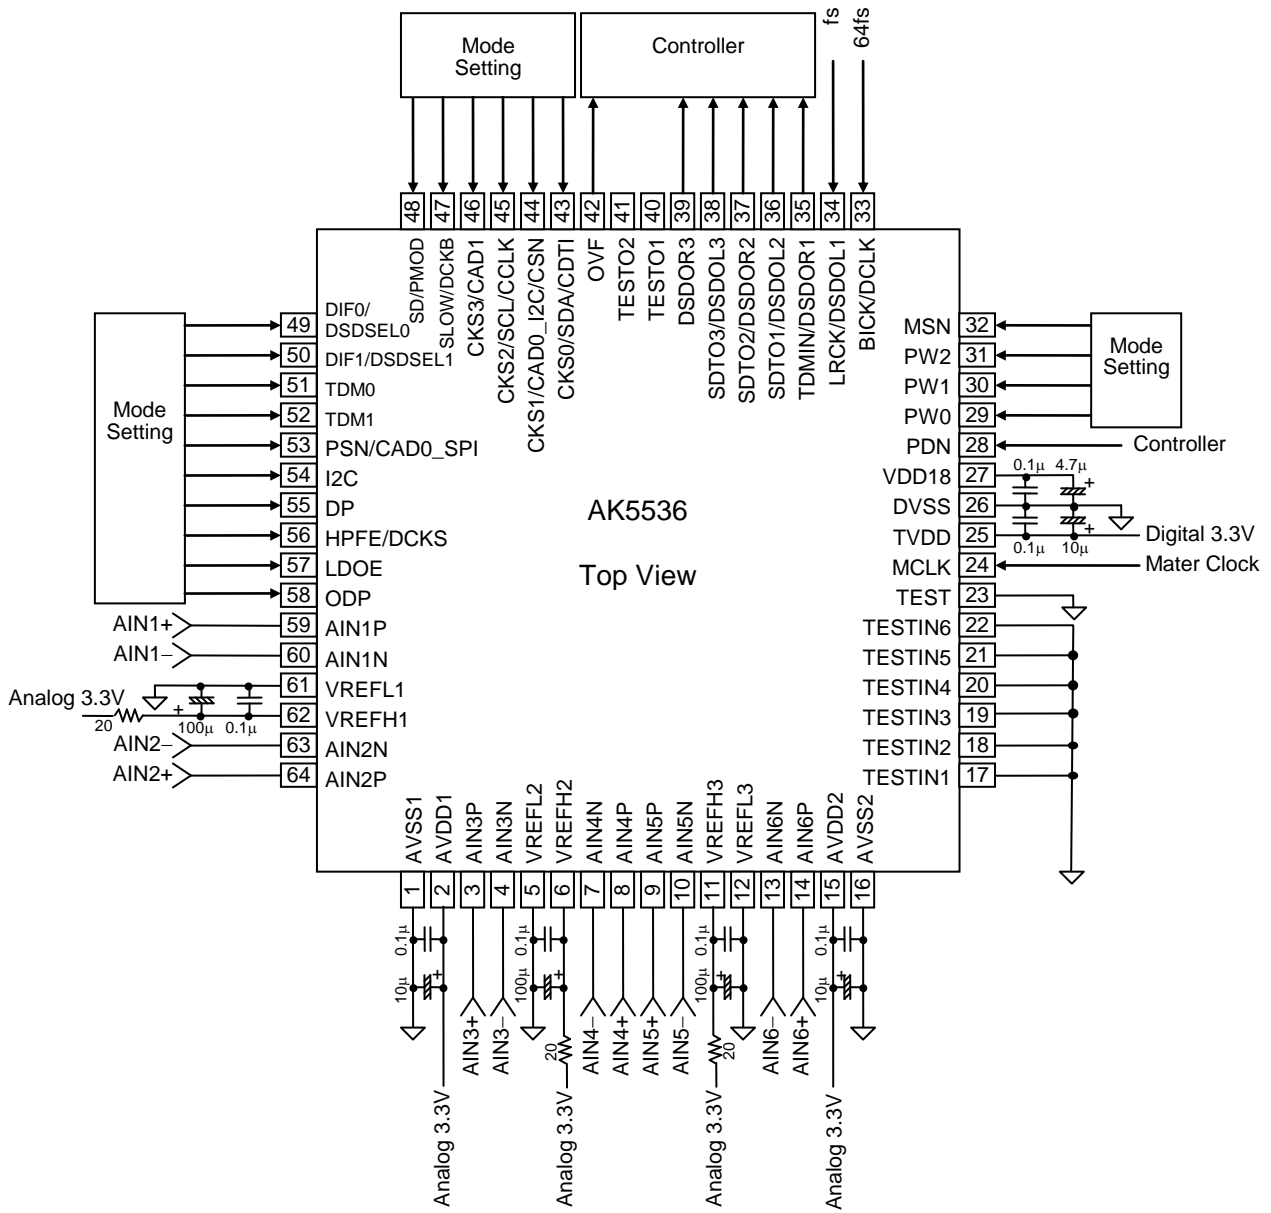 Mode
Setting
Controller
fs
64fs
48
47
46
45
44
43
42
41
40
39
38
37
36
35
34
33
SD/PMOD
SLOW/DCKB
CKS3/CAD1
CKS2/SCL/CCLK
CKS1/CAD0_I2C/CSN
CKS0/SDA/CDTI
OVF
TESTO2
TESTO1
DSDOR3
SDTO3/DSDOL3
SDTO2/DSDOR2
SDTO1/DSDOL2
TDMIN/DSDOR1
LRCK/DSDOL1
BICK/DCLK
Mode
Setting
49 DIF0/
DSDSEL0
50 DIF1/DSDSEL1
51 TDM0
52 TDM1
53 PSN/CAD0_SPI
54 I2C
55 DP
56 HPFE/DCKS
57 LDOE
58 ODP
AIN1+ 59 AIN1P
AIN1− 60 AIN1N
61 VREFL1
Analog 3.3V
20
+
100μ
0.1μ
62 VREFH1
AIN2− 63 AIN2N
AIN2+ 64 AIN2P
AK5536
Top View
MSN 32
PW2 31
PW1 30
PW0 29
Mode
Setting
PDN 28 Controller
VDD18 27
0.1μ
4.7μ
+
DVSS 26
TVDD 25
0.1μ
10μ
+
Digital 3.3V
MCLK 24 Mater Clock
TEST 23
TESTIN6 22
TESTIN5 21
TESTIN4 20
TESTIN3 19
TESTIN2 18
TESTIN1 17
AVSS1
AVDD1
AIN3P
AIN3N
VREFL2
VREFH2
AIN4N
AIN4P
AIN5P
AIN5N
VREFH3
VREFL3
AIN6N
AIN6P
AVDD2
AVSS2
1
2
3
4
5
6
7
8
9
10
11
12
13
14
15
16
0.1μ
10μ
+
0.1μ
100μ
+
0.1μ
100μ
+
0.1μ
10μ
+
AIN3+
AIN3−
20
AIN4−
AIN4+
AIN5+
AIN5−
20
AIN6−
AIN6+
Analog 3.3V
Analog 3.3V
Analog 3.3V
Analog 3.3V